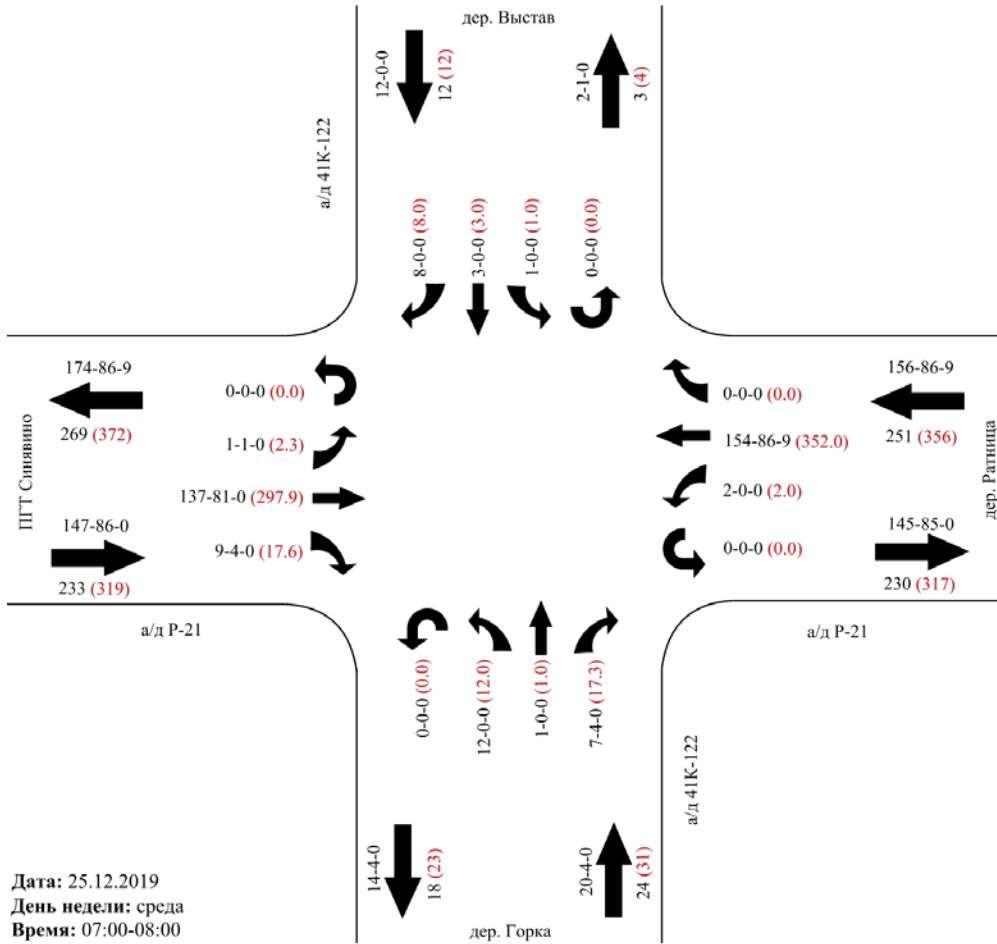 дер. Выстав
12-0-0
12 (12)
2-1-0
3 (4)
а/д 41К-122
8-0-0 (8.0)
3-0-0 (3.0)
1-0-0 (1.0)
0-0-0 (0.0)
ПГТ Синявино
174-86-9
269 (372)
147-86-0
233 (319)
0-0-0 (0.0)
1-1-0 (2.3)
137-81-0 (297.9)
9-4-0 (17.6)
0-0-0 (0.0)
154-86-9 (352.0)
2-0-0 (2.0)
0-0-0 (0.0)
156-86-9
251 (356)
145-85-0
230 (317)
дер. Ратница
а/д Р-21
а/д Р-21
0-0-0 (0.0)
12-0-0 (12.0)
1-0-0 (1.0)
7-4-0 (17.3)
а/д 41К-122
14-4-0
18 (23)
20-4-0
24 (31)
Дата: 25.12.2019
День недели: среда
Время: 07:00-08:00
дер. Горка